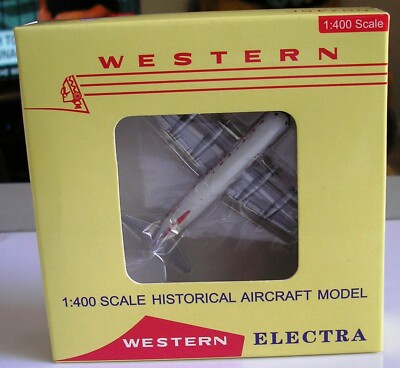 1:400 Scale
WESTERN
1:400 SCALE HISTORICAL AIRCRAFT MODEL
WESTERN ELECTRA